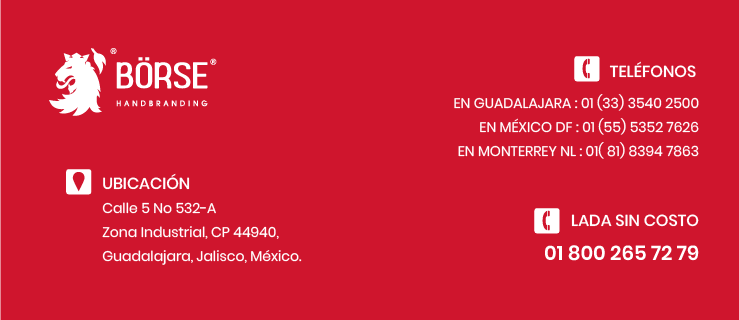 BÖRSE®
HANDBRANDING
UBICACIÓN
Calle 5 No 532-A
Zona Industrial, CP 44940,
Guadalajara, Jalisco, México.
TELÉFONOS
EN GUADALAJARA : 01 (33) 3540 2500
EN MÉXICO DF : 01 (55) 5352 7626
EN MONTERREY NL : 01( 81) 8394 7863
LADA SIN COSTO
01 800 265 72 79